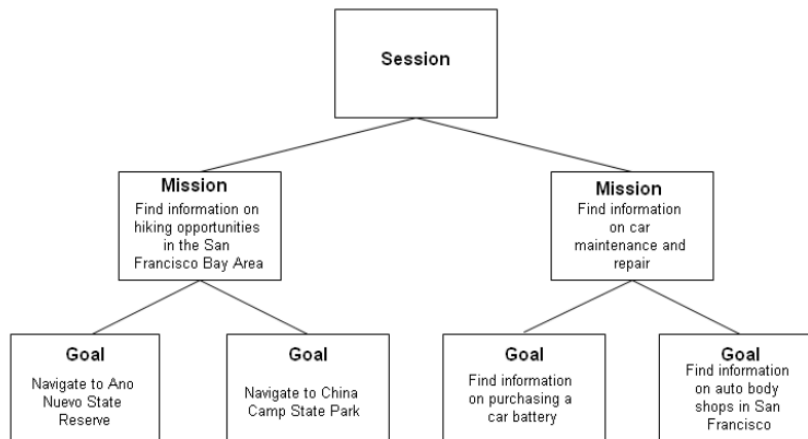 Session
Mission
Find information on
hiking opportunities
in the San
Francisco Bay Area
Mission
Find information
on car
maintenance and
repair
Goal
Navigate to Ano
Nuevo State
Reserve
Goal
Navigate to China
Camp State Park
Goal
Find information
on purchasing a
car battery
Goal
Find information
on auto body
shops in San
Francisco